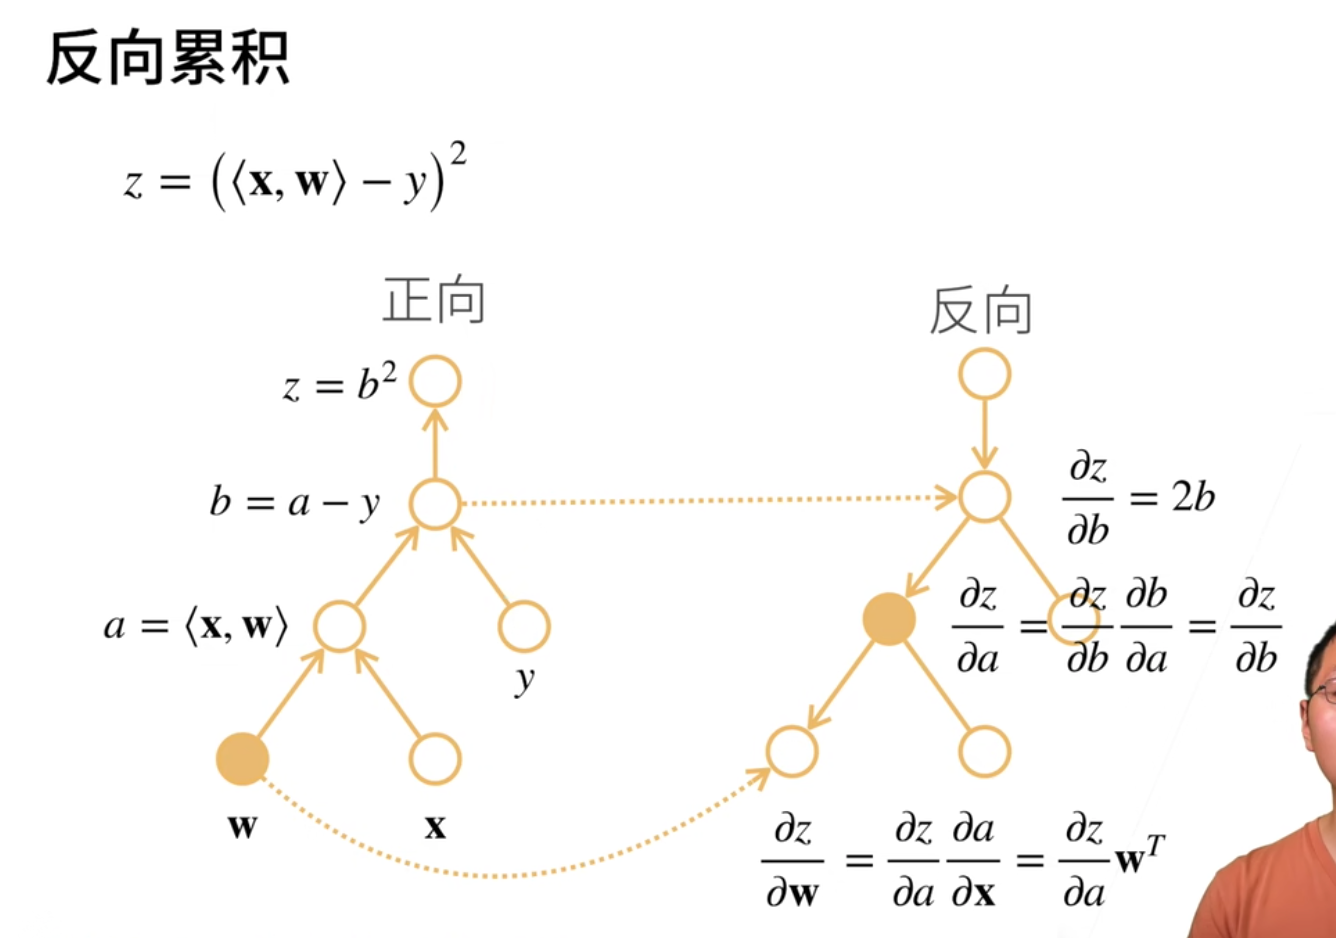 反向累积
z = (⟨x, w⟩ − y)²
正向
反向
z = b²
b = a − y
∂z/∂b = 2b
a = ⟨x, w⟩
y
∂z/∂a = ∂z/∂b ∂b/∂a = ∂z/∂b
w
x
∂z/∂w = ∂z/∂a ∂a/∂x = ∂z/∂a wᵀ